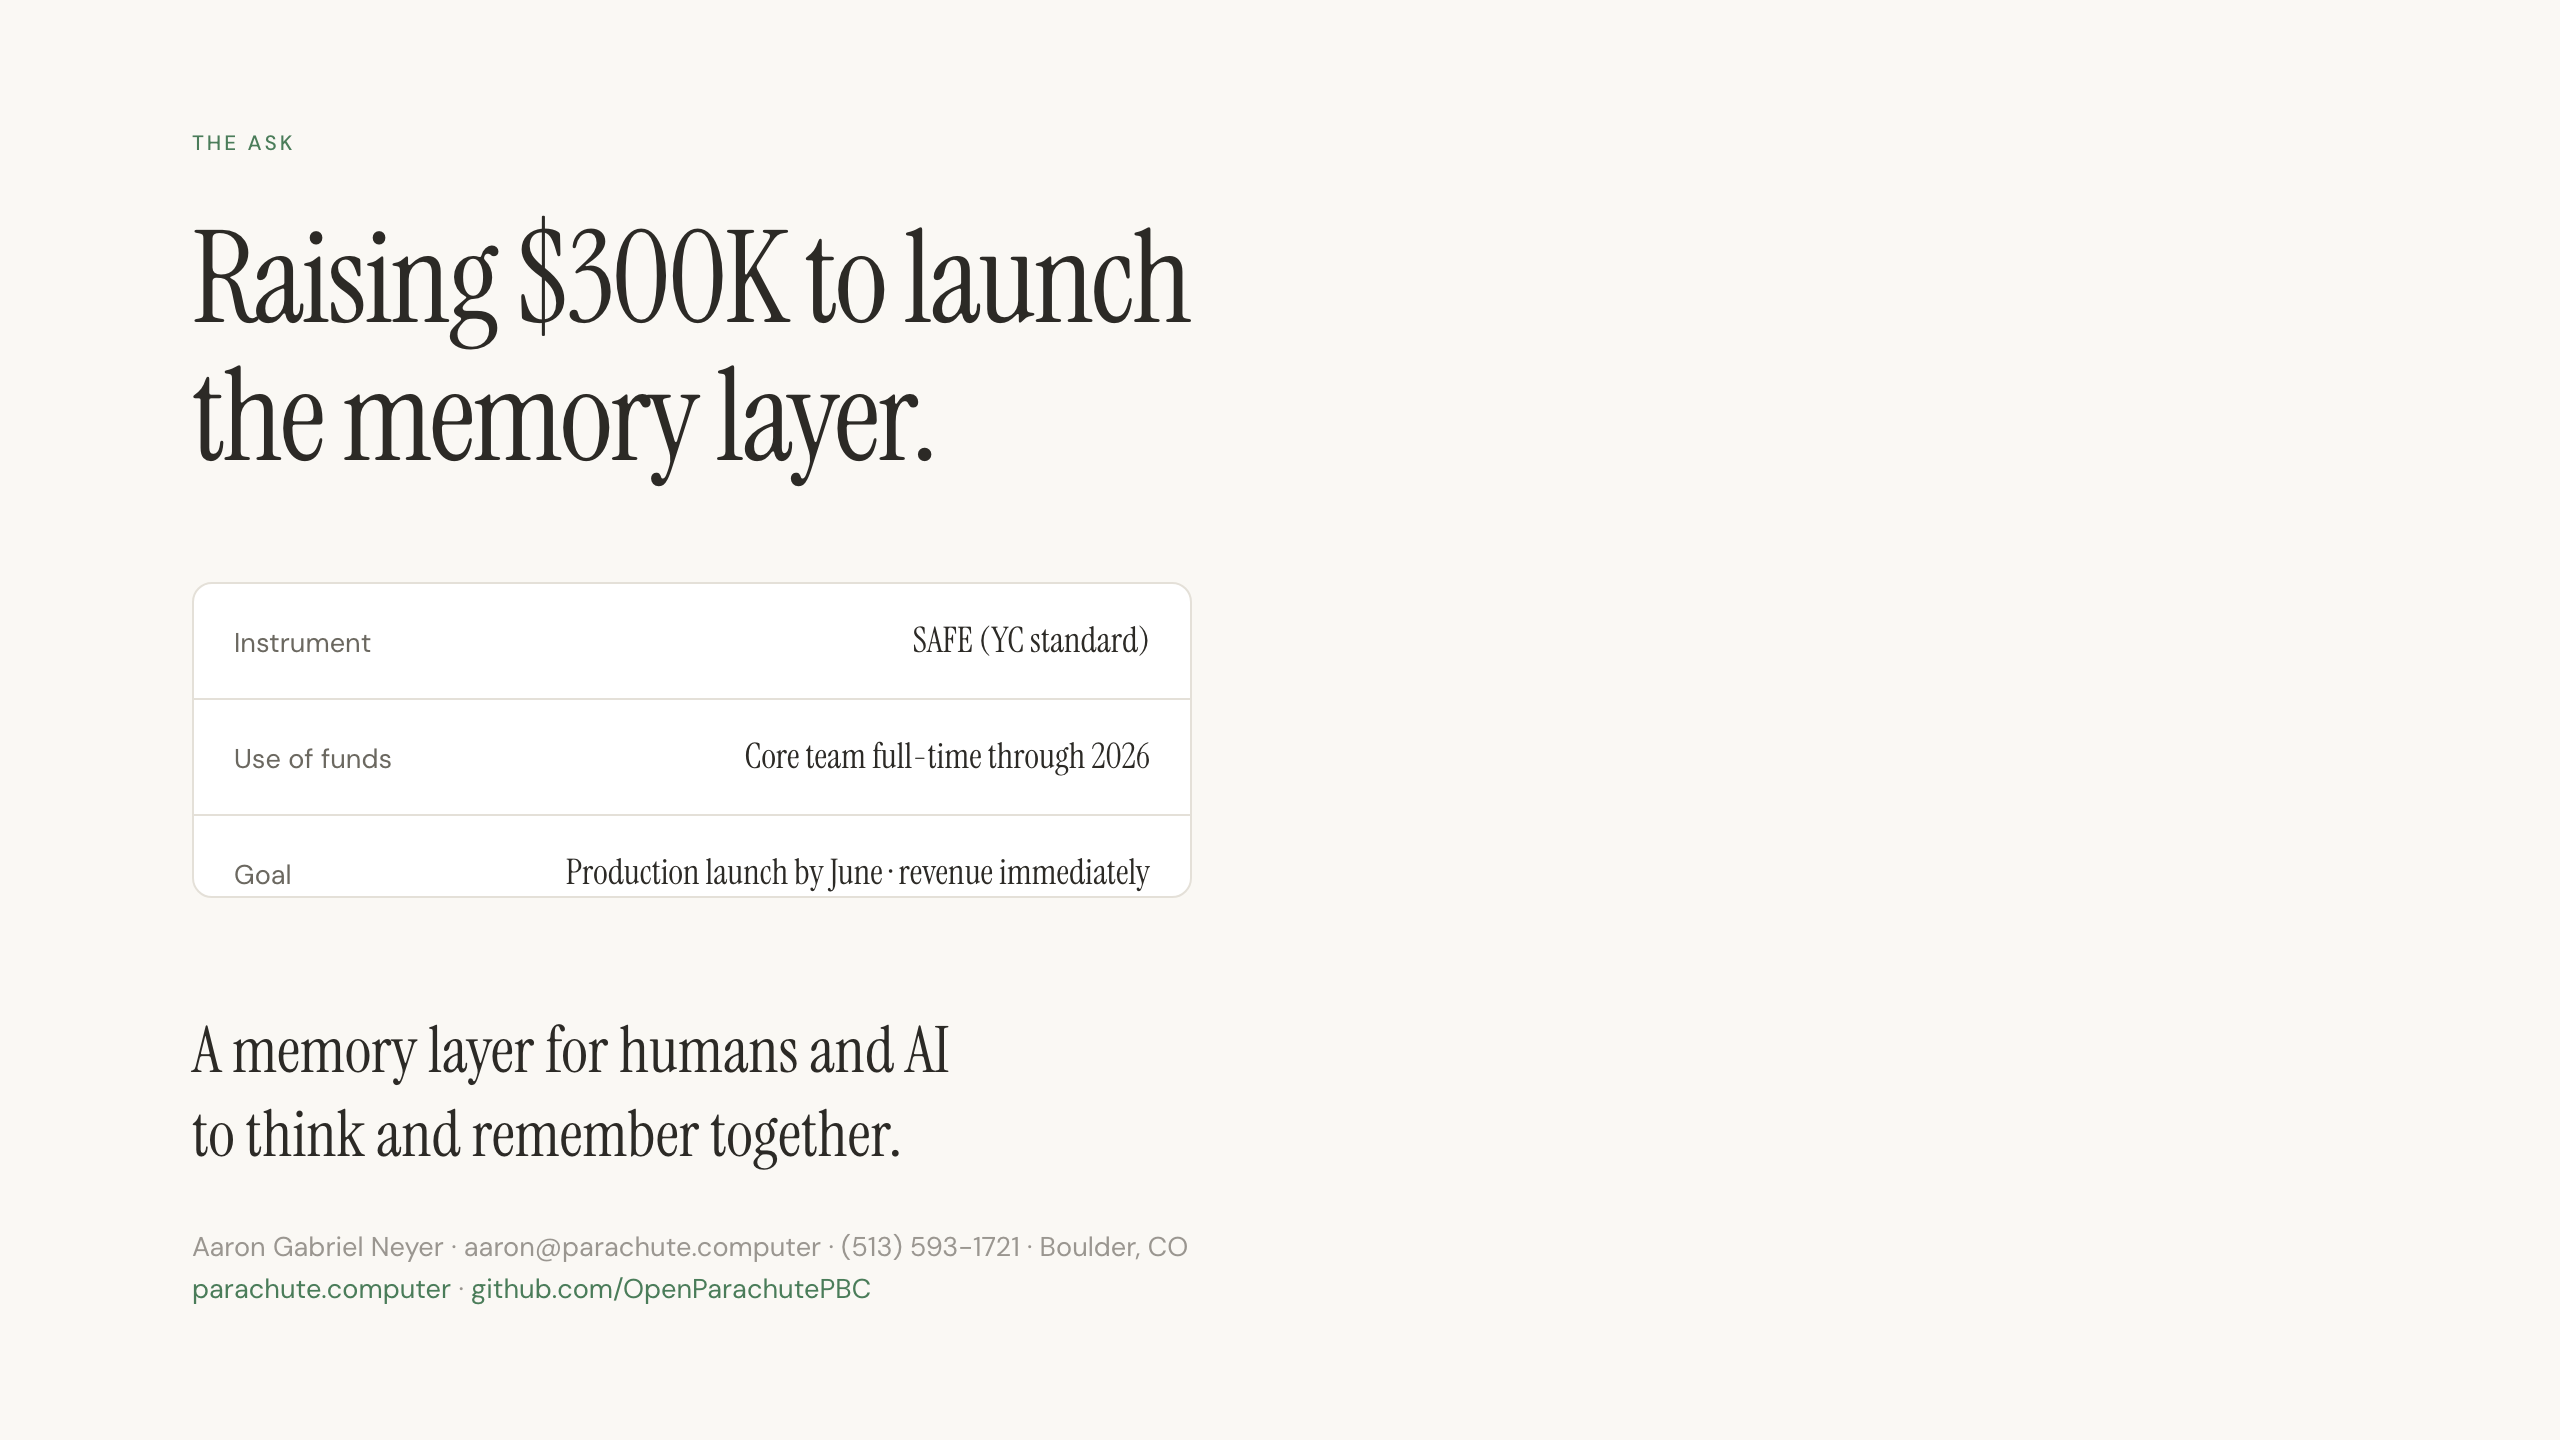 THE ASK
Raising $300K to launch
the memory layer.
Instrument SAFE (YC standard)
Use of funds Core team full-time through 2026
Goal Production launch by June · revenue immediately
A memory layer for humans and AI
to think and remember together.
Aaron Gabriel Neyer · aaron@parachute.computer · (513) 593-1721 · Boulder, CO
parachute.computer · github.com/OpenParachutePBC